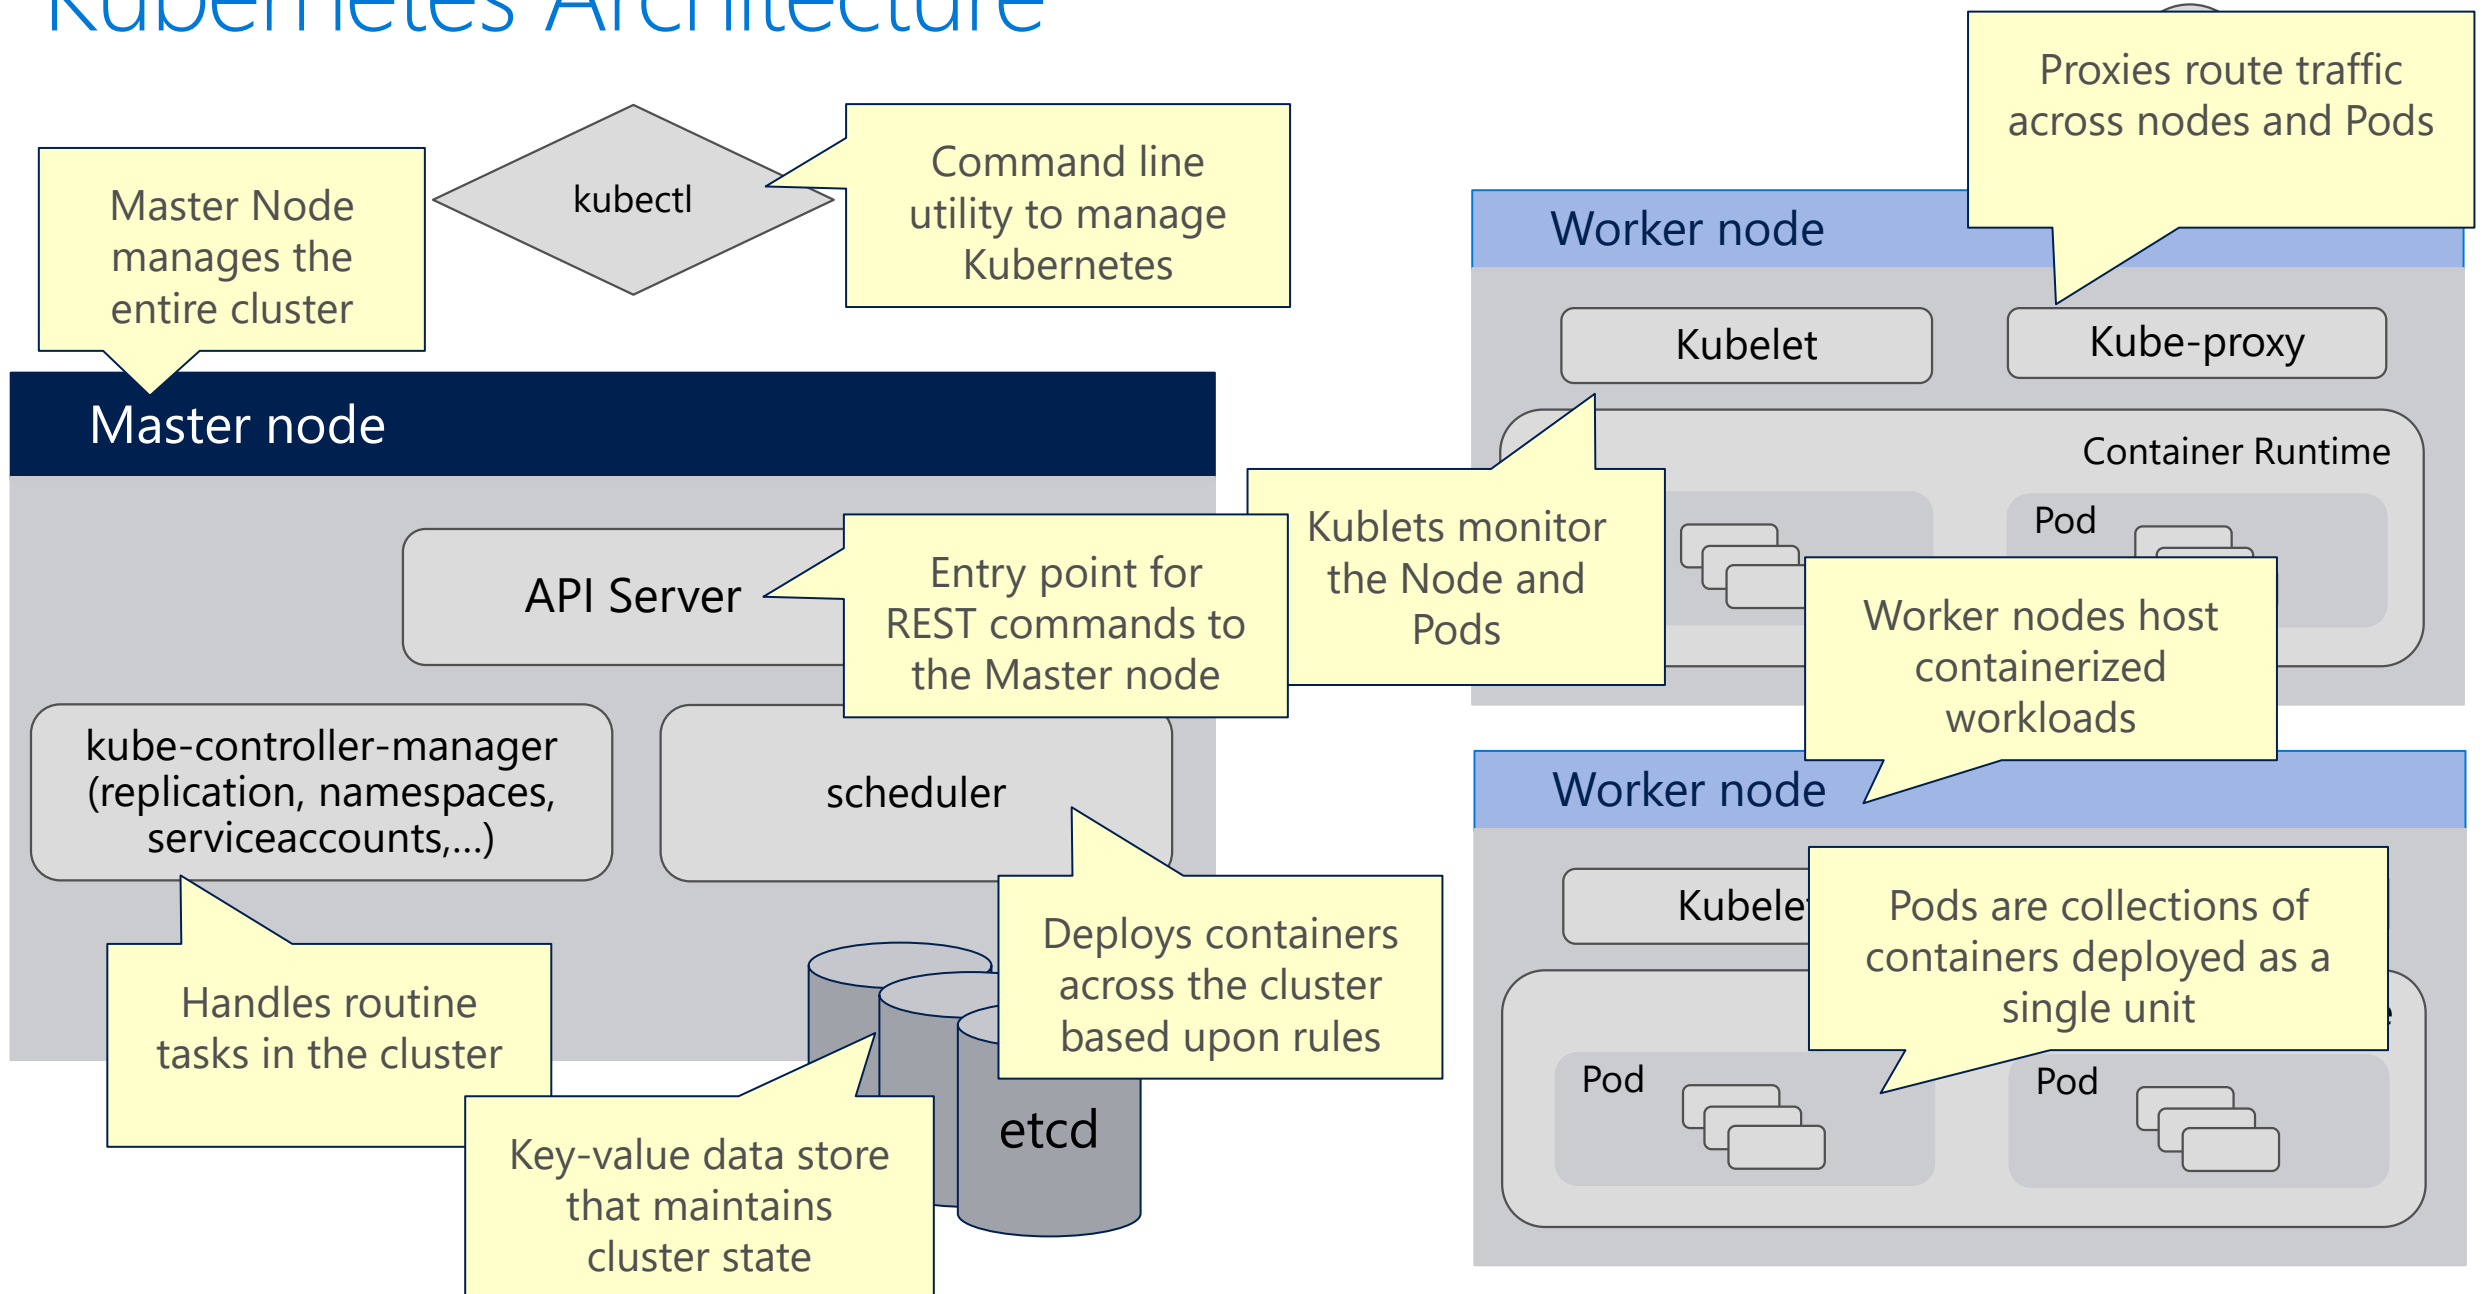 Kubernetes Architecture
Master Node
manages the
entire cluster
kubectl
Command line
utility to manage
Kubernetes
Proxies route traffic
across nodes and Pods
Master node
API Server
Entry point for
REST commands to
the Master node
kube-controller-manager
(replication, namespaces,
serviceaccounts,...)
scheduler
Handles routine
tasks in the cluster
Deploys containers
across the cluster
based upon rules
Key-value data store
that maintains
cluster state
etcd
Worker node
Kubelet
Kube-proxy
Container Runtime
Kublets monitor
the Node and
Pods
Pod
Worker nodes host
containerized
workloads
Worker node
Kubelet
Pods are collections of
containers deployed as a
single unit
Pod
Pod